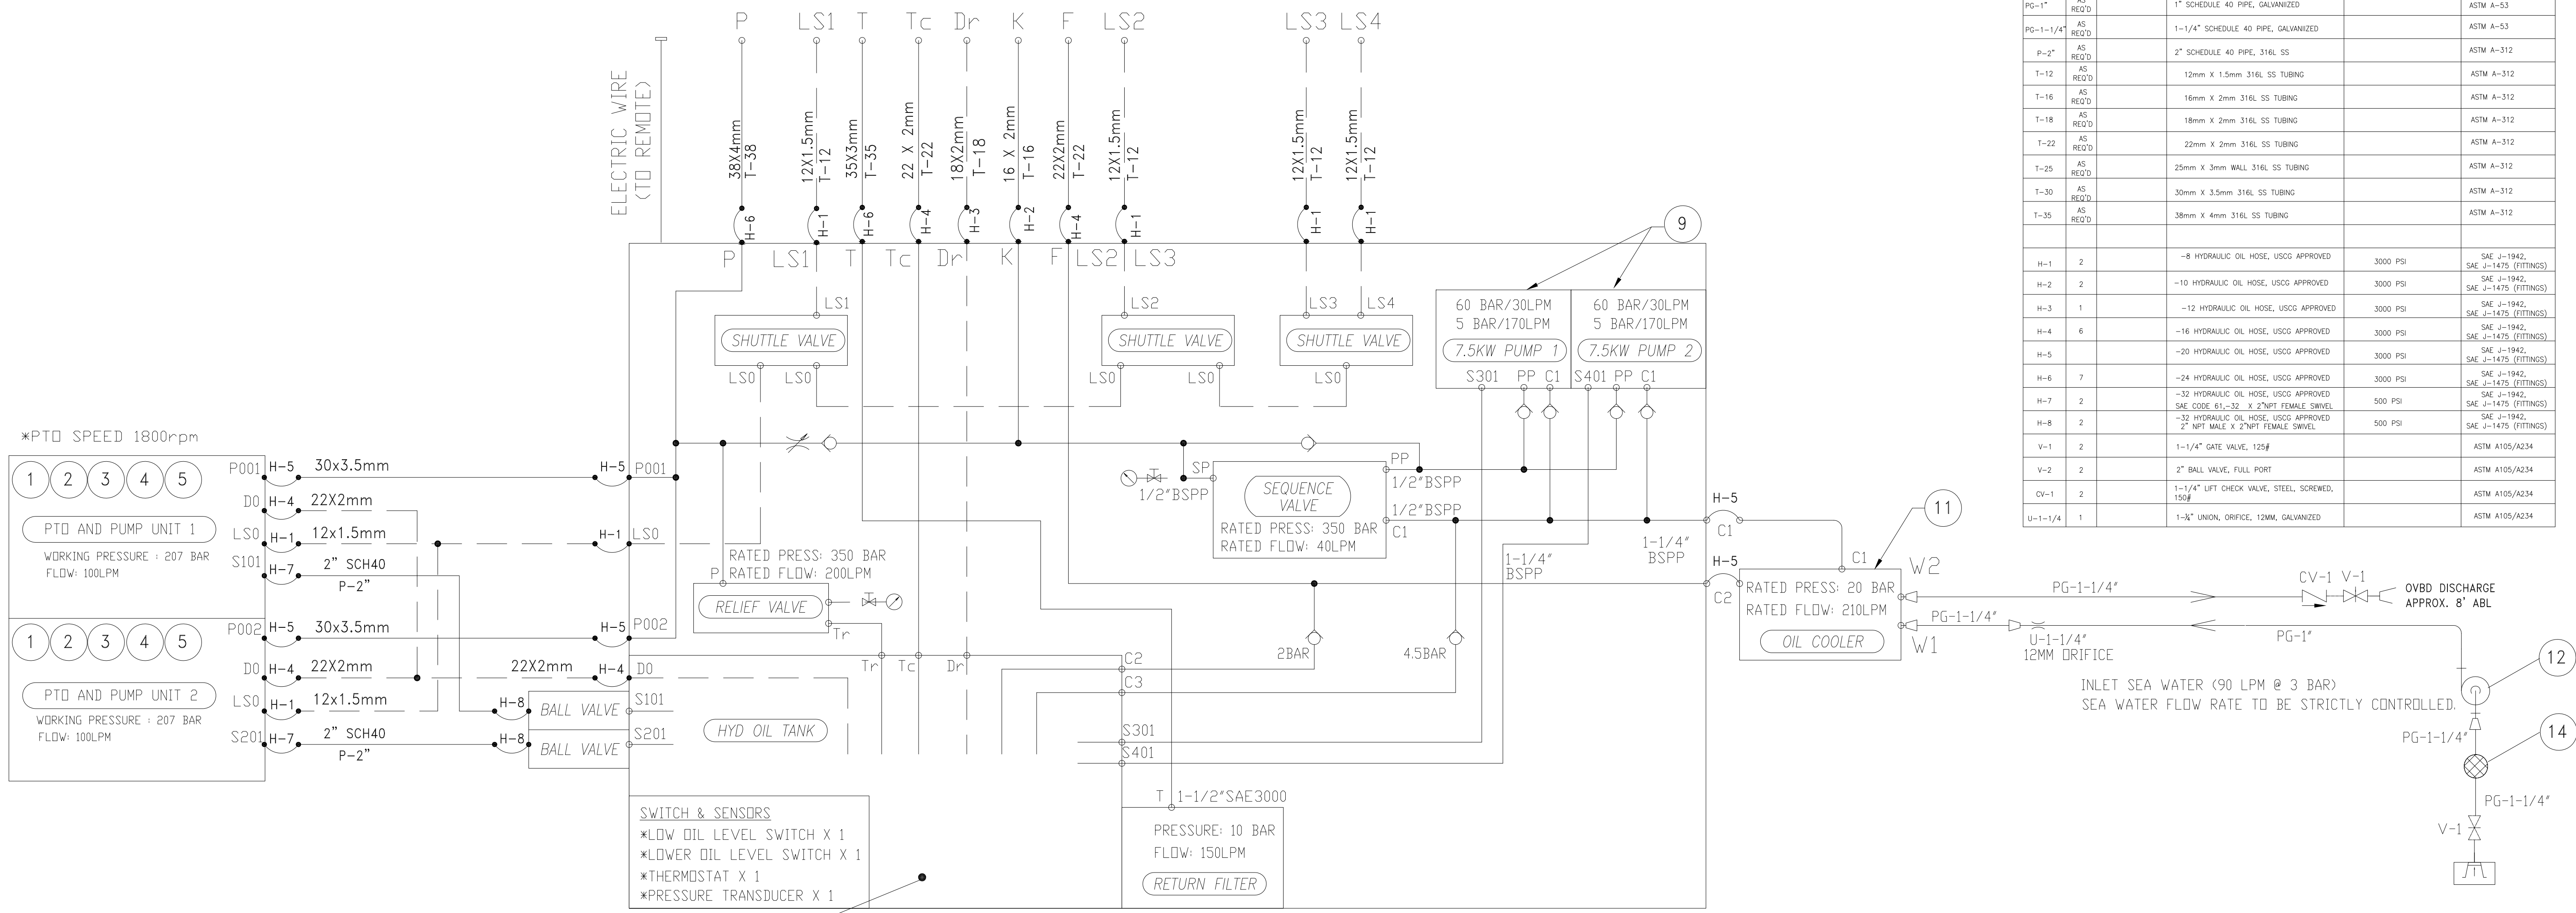 P LS1 T Tc Dr K F LS2 LS3 LS4
ELECTRIC WIRE
(TO REMOTE)
38X4mm
T-38
12X1.5mm
T-12
35X3mm
T-35
22 X 2mm
T-22
18X2mm
T-18
16 X 2mm
T-16
22X2mm
T-22
12X1.5mm
T-12
12X1.5mm
T-12
12X1.5mm
T-12
H-6 H-1 H-6 H-4 H-3 H-2 H-4 H-1 H-1 H-1
P LS1 T Tc Dr K F LS2 LS3
9
LS1
SHUTTLE VALVE
LS0 LS0
LS2
SHUTTLE VALVE
LS0 LS0
LS3 LS4
SHUTTLE VALVE
LS0
60 BAR/30LPM
5 BAR/170LPM
7.5KW PUMP 1
S301 PP C1
60 BAR/30LPM
5 BAR/170LPM
7.5KW PUMP 2
S401 PP C1
*PTO SPEED 1800rpm
1 2 3 4 5
PTO AND PUMP UNIT 1
WORKING PRESSURE : 207 BAR
FLOW: 100LPM
P001 H-5 30x3.5mm H-5 P001
D0 H-4 22X2mm
LS0 H-1 12x1.5mm H-1 LS0
S101 H-7 2" SCH40
P-2"
1 2 3 4 5
PTO AND PUMP UNIT 2
WORKING PRESSURE : 207 BAR
FLOW: 100LPM
P002 H-5 30x3.5mm H-5 P002
D0 H-4 22X2mm 22X2mm H-4 D0
LS0 H-1 12x1.5mm
S201 H-7 2" SCH40
P-2"
H-8 BALL VALVE S101
H-8 BALL VALVE S201
HYD OIL TANK
RATED PRESS: 350 BAR
P RATED FLOW: 200LPM
RELIEF VALVE
Tr
Tr Tc Dr
SP
1/2"BSPP
PP
1/2"BSPP
SEQUENCE
VALVE
1/2"BSPP
RATED PRESS: 350 BAR
RATED FLOW: 40LPM
C1
1-1/4"
BSPP
1-1/4"
BSPP
2BAR
4.5BAR
C2
C3
S301
S401
H-5
C1
H-5
C2
11
C1
W2
RATED PRESS: 20 BAR
RATED FLOW: 210LPM
OIL COOLER
W1
PG-1-1/4"
CV-1 V-1
OVBD DISCHARGE
APPROX. 8' ABL
PG-1-1/4"
U-1-1/4"
12MM ORIFICE
PG-1"
INLET SEA WATER (90 LPM @ 3 BAR)
SEA WATER FLOW RATE TO BE STRICTLY CONTROLLED.
12
PG-1-1/4"
14
PG-1-1/4"
V-1
SWITCH & SENSORS
*LOW OIL LEVEL SWITCH X 1
*LOWER OIL LEVEL SWITCH X 1
*THERMOSTAT X 1
*PRESSURE TRANSDUCER X 1
T 1-1/2"SAE3000
PRESSURE: 10 BAR
FLOW: 150LPM
RETURN FILTER
PG-1" AS REQ'D 1" SCHEDULE 40 PIPE, GALVANIIZED ASTM A-53
PG-1-1/4" AS REQ'D 1-1/4" SCHEDULE 40 PIPE, GALVANIIZED ASTM A-53
P-2" AS REQ'D 2" SCHEDULE 40 PIPE, 316L SS ASTM A-312
T-12 AS REQ'D 12mm X 1.5mm 316L SS TUBING ASTM A-312
T-16 AS REQ'D 16mm X 2mm 316L SS TUBING ASTM A-312
T-18 AS REQ'D 18mm X 2mm 316L SS TUBING ASTM A-312
T-22 AS REQ'D 22mm X 2mm 316L SS TUBING ASTM A-312
T-25 AS REQ'D 25mm X 3mm WALL 316L SS TUBING ASTM A-312
T-30 AS REQ'D 30mm X 3.5mm 316L SS TUBING ASTM A-312
T-35 AS REQ'D 38mm X 4mm 316L SS TUBING ASTM A-312
H-1 2 -8 HYDRAULIC OIL HOSE, USCG APPROVED 3000 PSI SAE J-1942, SAE J-1475 (FITTINGS)
H-2 2 -10 HYDRAULIC OIL HOSE, USCG APPROVED 3000 PSI SAE J-1942, SAE J-1475 (FITTINGS)
H-3 1 -12 HYDRAULIC OIL HOSE, USCG APPROVED 3000 PSI SAE J-1942, SAE J-1475 (FITTINGS)
H-4 6 -16 HYDRAULIC OIL HOSE, USCG APPROVED 3000 PSI SAE J-1942, SAE J-1475 (FITTINGS)
H-5 -20 HYDRAULIC OIL HOSE, USCG APPROVED 3000 PSI SAE J-1942, SAE J-1475 (FITTINGS)
H-6 7 -24 HYDRAULIC OIL HOSE, USCG APPROVED 3000 PSI SAE J-1942, SAE J-1475 (FITTINGS)
H-7 2 -32 HYDRAULIC OIL HOSE, USCG APPROVED SAE CODE 61,-32 X 2"NPT FEMALE SWIVEL 500 PSI SAE J-1942, SAE J-1475 (FITTINGS)
H-8 2 -32 HYDRAULIC OIL HOSE, USCG APPROVED 2" NPT MALE X 2"NPT FEMALE SWIVEL 500 PSI SAE J-1942, SAE J-1475 (FITTINGS)
V-1 2 1-1/4" GATE VALVE, 125# ASTM A105/A234
V-2 2 2" BALL VALVE, FULL PORT ASTM A105/A234
CV-1 2 1-1/4" LIFT CHECK VALVE, STEEL, SCREWED, 150# ASTM A105/A234
U-1-1/4 1 1-¼" UNION, ORIFICE, 12MM, GALVANIZED ASTM A105/A234